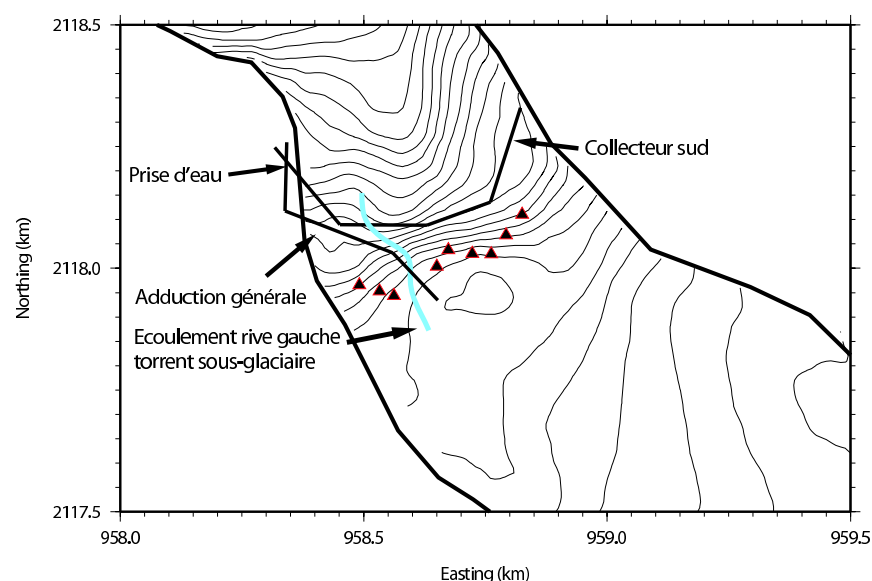 2118.5
Collecteur sud
Prise d'eau
Northing (km)
2118.0
Adduction générale
Ecoulement rive gauche
torrent sous-glaciaire
2117.5
958.0
958.5
959.0
959.5
Easting (km)